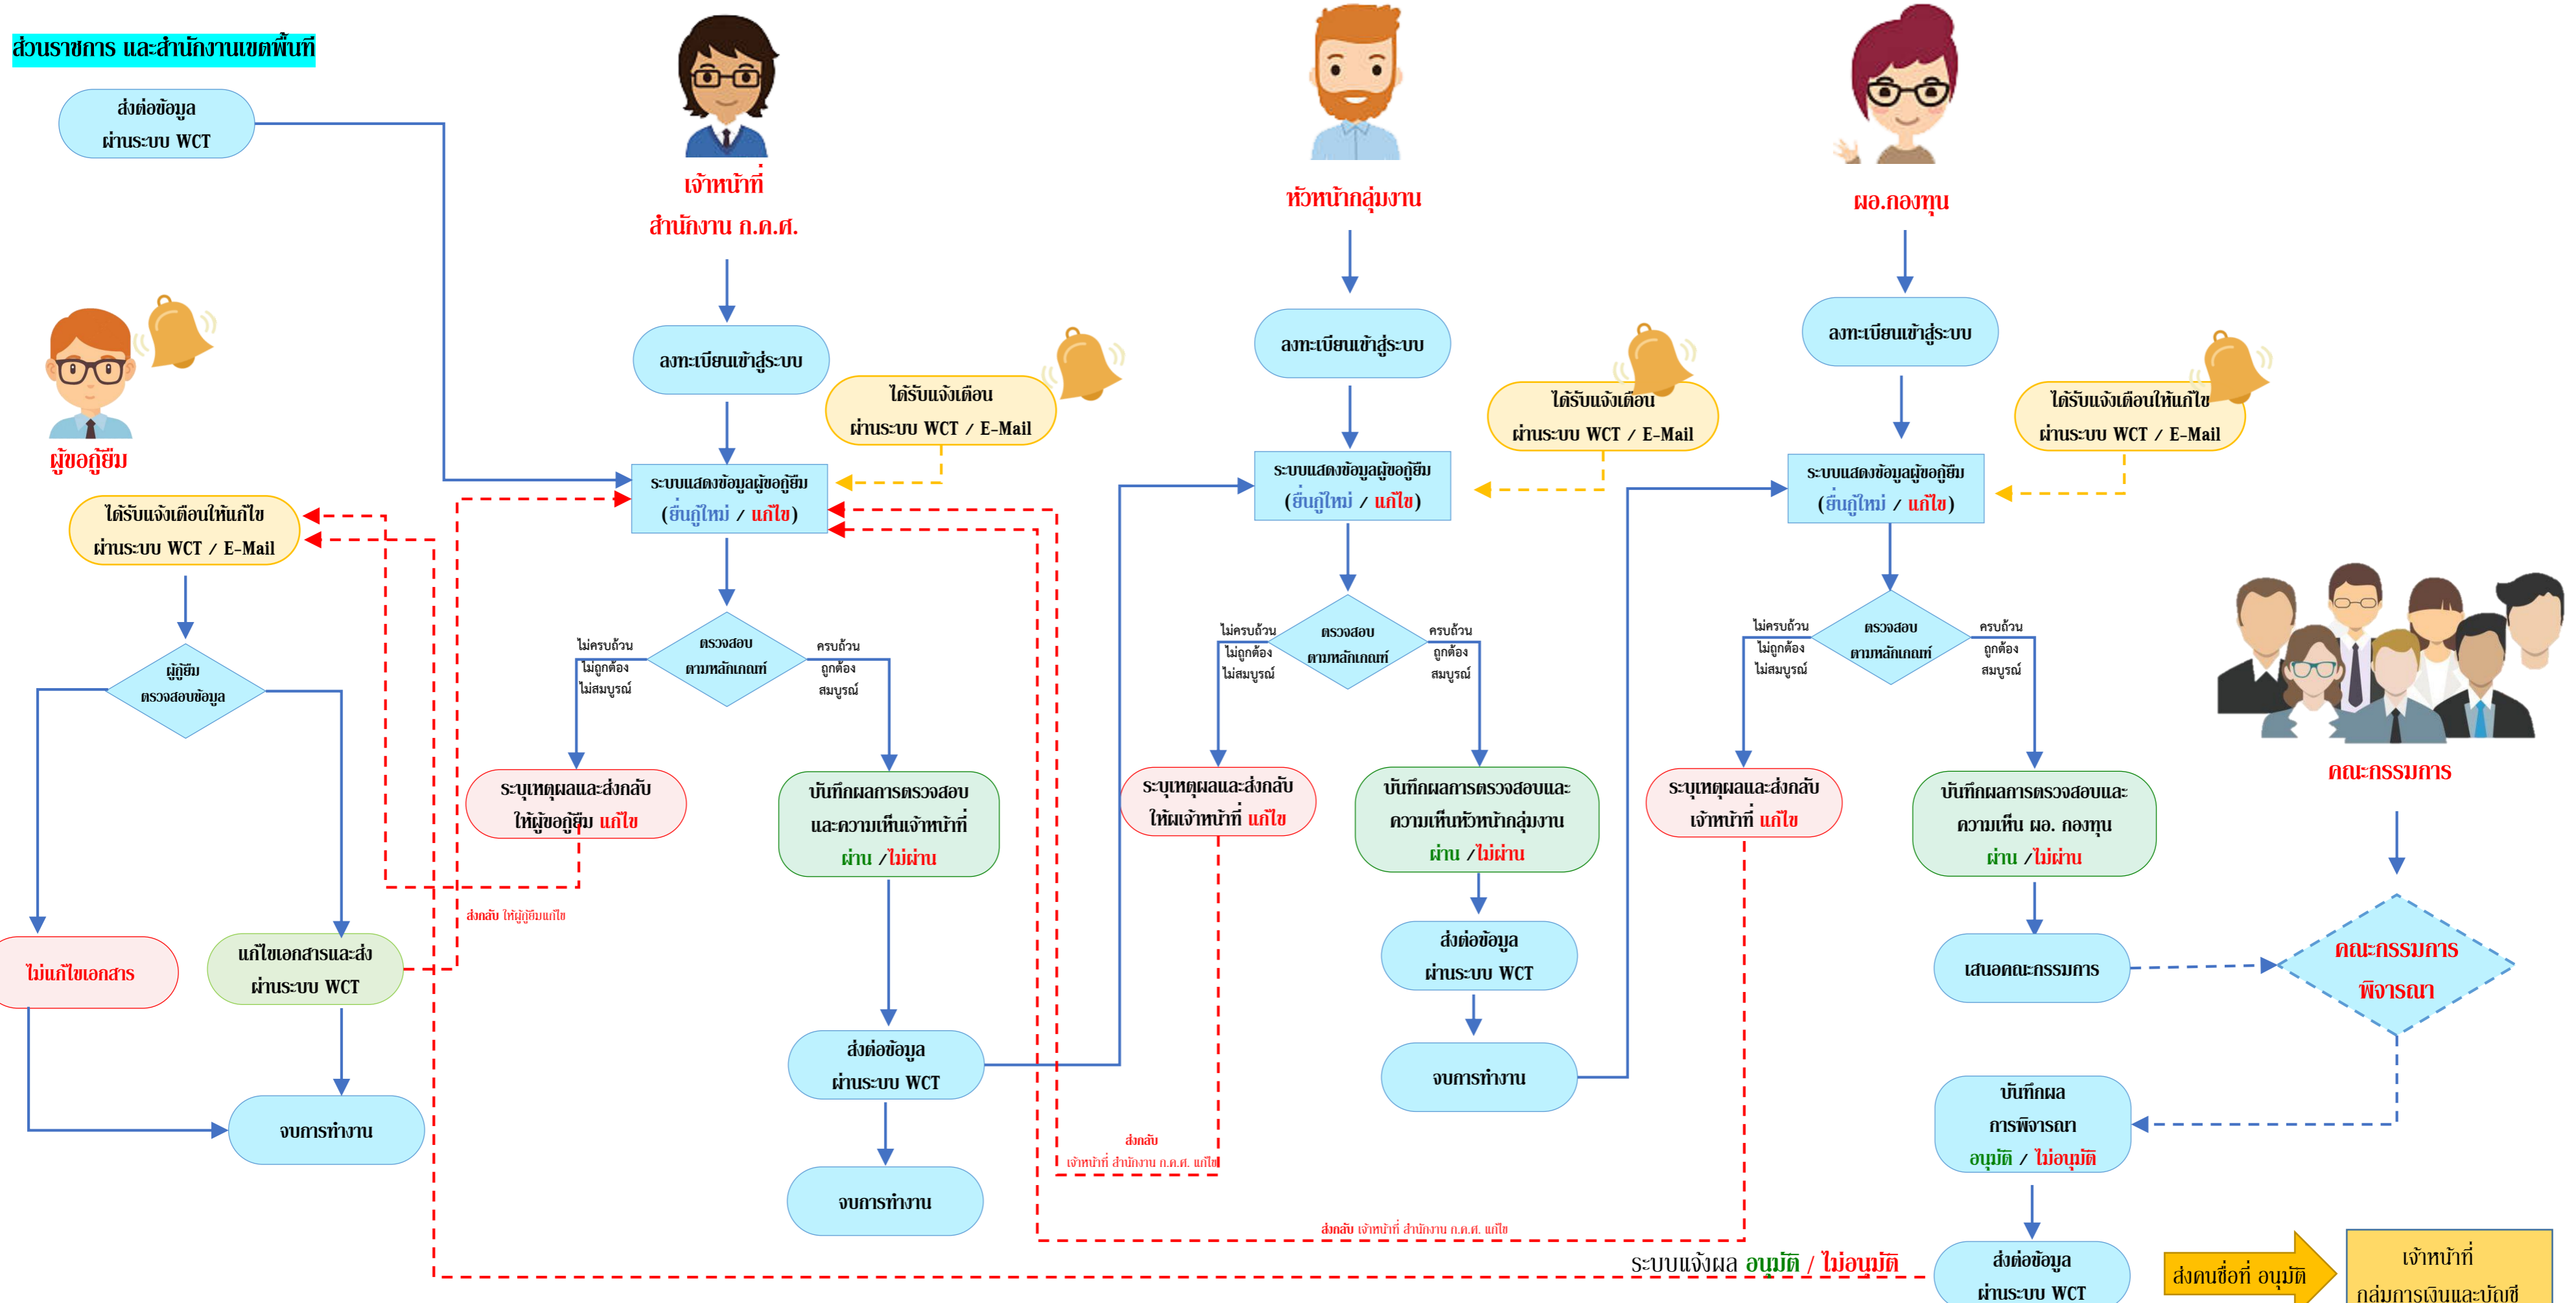 ส่วนราชการ และสำนักงานเขตพื้นที่
ส่งต่อข้อมูล
ผ่านระบบ WCT
ผู้ขอกู้ยืม
ได้รับแจ้งเตือนให้แก้ไข
ผ่านระบบ WCT / E-Mail
ผู้กู้ยืม
ตรวจสอบข้อมูล
ไม่แก้ไขเอกสาร
แก้ไขเอกสารและส่ง
ผ่านระบบ WCT
จบการทำงาน
เจ้าหน้าที่
สำนักงาน ก.ค.ศ.
ลงทะเบียนเข้าสู่ระบบ
ได้รับแจ้งเตือน
ผ่านระบบ WCT / E-Mail
ระบบแสดงข้อมูลผู้ขอกู้ยืม
(ยื่นกู้ใหม่ / แก้ไข)
ตรวจสอบ
ตามหลักเกณฑ์
ไม่ครบถ้วน
ไม่ถูกต้อง
ไม่สมบูรณ์
ครบถ้วน
ถูกต้อง
สมบูรณ์
ระบุเหตุผลและส่งกลับ
ให้ผู้ขอกู้ยืม แก้ไข
ส่งกลับ ให้ผู้กู้ยืมแก้ไข
บันทึกผลการตรวจสอบ
และความเห็นเจ้าหน้าที่
ผ่าน /ไม่ผ่าน
ส่งต่อข้อมูล
ผ่านระบบ WCT
จบการทำงาน
หัวหน้ากลุ่มงาน
ลงทะเบียนเข้าสู่ระบบ
ได้รับแจ้งเตือน
ผ่านระบบ WCT / E-Mail
ระบบแสดงข้อมูลผู้ขอกู้ยืม
(ยื่นกู้ใหม่ / แก้ไข)
ตรวจสอบ
ตามหลักเกณฑ์
ไม่ครบถ้วน
ไม่ถูกต้อง
ไม่สมบูรณ์
ครบถ้วน
ถูกต้อง
สมบูรณ์
ระบุเหตุผลและส่งกลับ
ให้ผเจ้าหน้าที่ แก้ไข
ส่งกลับ
เจ้าหน้าที่ สำนักงาน ก.ค.ศ. แก้ไข
บันทึกผลการตรวจสอบและ
ความเห็นหัวหน้ากลุ่มงาน
ผ่าน /ไม่ผ่าน
ส่งต่อข้อมูล
ผ่านระบบ WCT
จบการทำงาน
ผอ.กองทุน
ลงทะเบียนเข้าสู่ระบบ
ได้รับแจ้งเตือนให้แก้ไข
ผ่านระบบ WCT / E-Mail
ระบบแสดงข้อมูลผู้ขอกู้ยืม
(ยื่นกู้ใหม่ / แก้ไข)
ตรวจสอบ
ตามหลักเกณฑ์
ไม่ครบถ้วน
ไม่ถูกต้อง
ไม่สมบูรณ์
ครบถ้วน
ถูกต้อง
สมบูรณ์
ระบุเหตุผลและส่งกลับ
เจ้าหน้าที่ แก้ไข
ส่งกลับ เจ้าหน้าที่ สำนักงาน ก.ค.ศ. แก้ไข
บันทึกผลการตรวจสอบและ
ความเห็น ผอ. กองทุน
ผ่าน /ไม่ผ่าน
เสนอคณะกรรมการ
คณะกรรมการ
คณะกรรมการ
พิจารณา
บันทึกผล
การพิจารณา
อนุมัติ / ไม่อนุมัติ
ระบบแจ้งผล อนุมัติ / ไม่อนุมัติ
ส่งต่อข้อมูล
ผ่านระบบ WCT
ส่งคนชื่อที่ อนุมัติ
เจ้าหน้าที่
กลุ่มการเงินและบัญชี